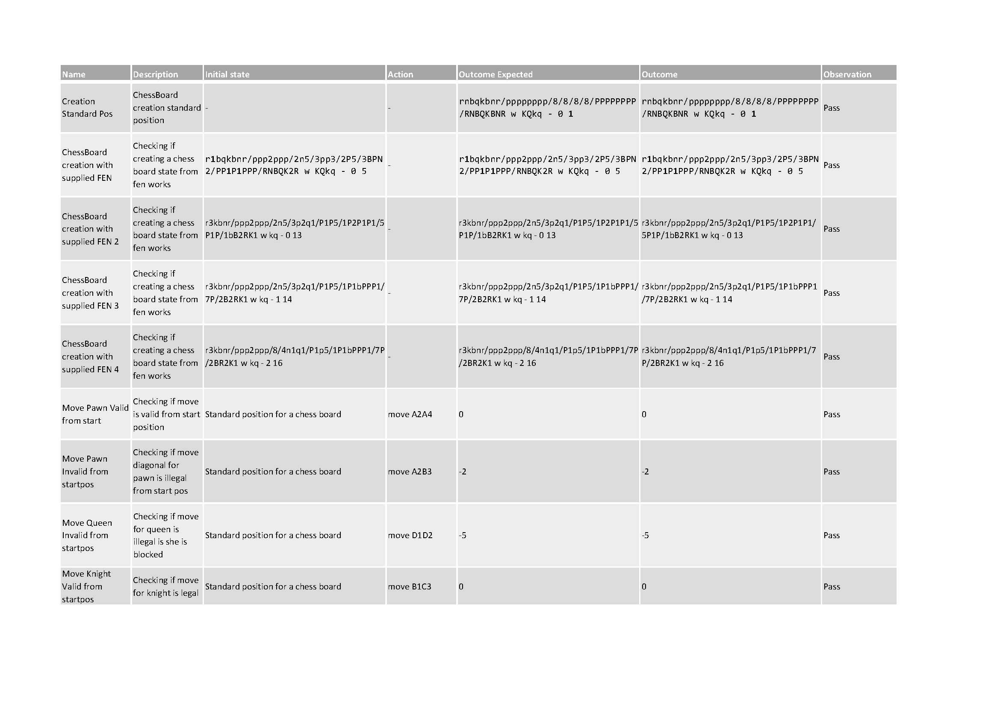 Name Description Initial state Action Outcome Expected Outcome Observation
Creation
Standard Pos
ChessBoard
creation standard
position
-
-
rnbqkbnr/pppppppp/8/8/8/8/PPPPPPPP
/RNBQKBNR w KQkq - 0 1
rnbqkbnr/pppppppp/8/8/8/8/PPPPPPPP
/RNBQKBNR w KQkq - 0 1
Pass
ChessBoard
creation with
supplied FEN
Checking if
creating a chess
board state from
fen works
r1bqkbnr/ppp2ppp/2n5/3pp3/2P5/3BPN
2/PP1P1PPP/RNBQK2R w KQkq - 0 5
-
r1bqkbnr/ppp2ppp/2n5/3pp3/2P5/3BPN
2/PP1P1PPP/RNBQK2R w KQkq - 0 5
r1bqkbnr/ppp2ppp/2n5/3pp3/2P5/3BPN
2/PP1P1PPP/RNBQK2R w KQkq - 0 5
Pass
ChessBoard
creation with
supplied FEN 2
Checking if
creating a chess
board state from
fen works
r3kbnr/ppp2ppp/2n5/3p2q1/P1P5/1P2P1P1/5
P1P/1bB2RK1 w kq - 0 13
-
r3kbnr/ppp2ppp/2n5/3p2q1/P1P5/1P2P1P1/5
P1P/1bB2RK1 w kq - 0 13
r3kbnr/ppp2ppp/2n5/3p2q1/P1P5/1P2P1P1/
5P1P/1bB2RK1 w kq - 0 13
Pass
ChessBoard
creation with
supplied FEN 3
Checking if
creating a chess
board state from
fen works
r3kbnr/ppp2ppp/2n5/3p2q1/P1P5/1P1bPPP1/
7P/2B2RK1 w kq - 1 14
-
r3kbnr/ppp2ppp/2n5/3p2q1/P1P5/1P1bPPP1/
7P/2B2RK1 w kq - 1 14
r3kbnr/ppp2ppp/2n5/3p2q1/P1P5/1P1bPPP1
/7P/2B2RK1 w kq - 1 14
Pass
ChessBoard
creation with
supplied FEN 4
Checking if
creating a chess
board state from
fen works
r3kbnr/ppp2ppp/8/4n1q1/P1p5/1P1bPPP1/7P
/2BR2K1 w kq - 2 16
-
r3kbnr/ppp2ppp/8/4n1q1/P1p5/1P1bPPP1/7P
/2BR2K1 w kq - 2 16
r3kbnr/ppp2ppp/8/4n1q1/P1p5/1P1bPPP1/7
P/2BR2K1 w kq - 2 16
Pass
Move Pawn Valid
from start
Checking if move
is valid from start
position
Standard position for a chess board
move A2A4
0
0
Pass
Move Pawn
Invalid from
startpos
Checking if move
diagonal for
pawn is illegal
from start pos
Standard position for a chess board
move A2B3
-2
-2
Pass
Move Queen
Invalid from
startpos
Checking if move
for queen is
illegal is she is
blocked
Standard position for a chess board
move D1D2
-5
-5
Pass
Move Knight
Valid from
startpos
Checking if move
for knight is legal
Standard position for a chess board
move B1C3
0
0
Pass